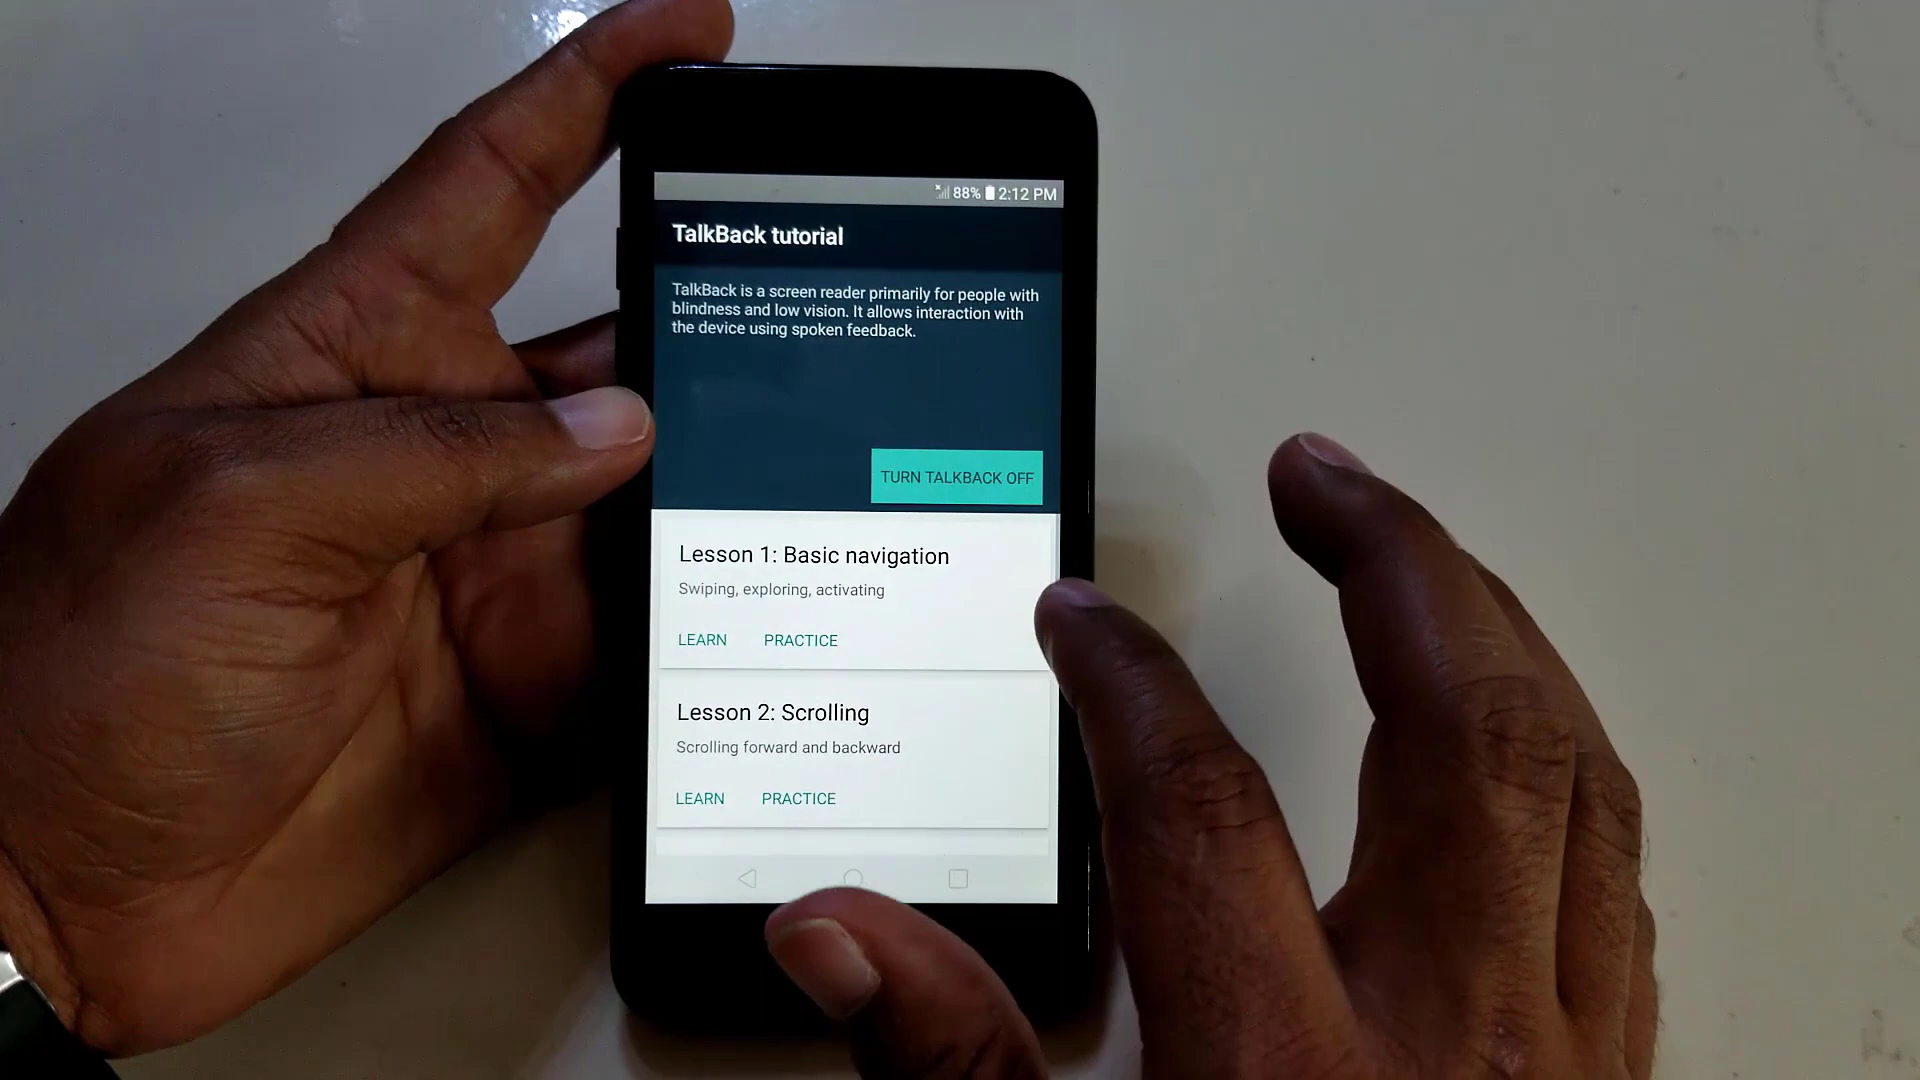 88% 2:12 PM
TalkBack tutorial
TalkBack is a screen reader primarily for people with
blindness and low vision. It allows interaction with
the device using spoken feedback.
TURN TALKBACK OFF
Lesson 1: Basic navigation
Swiping, exploring, activating
LEARN PRACTICE
Lesson 2: Scrolling
Scrolling forward and backward
LEARN PRACTICE